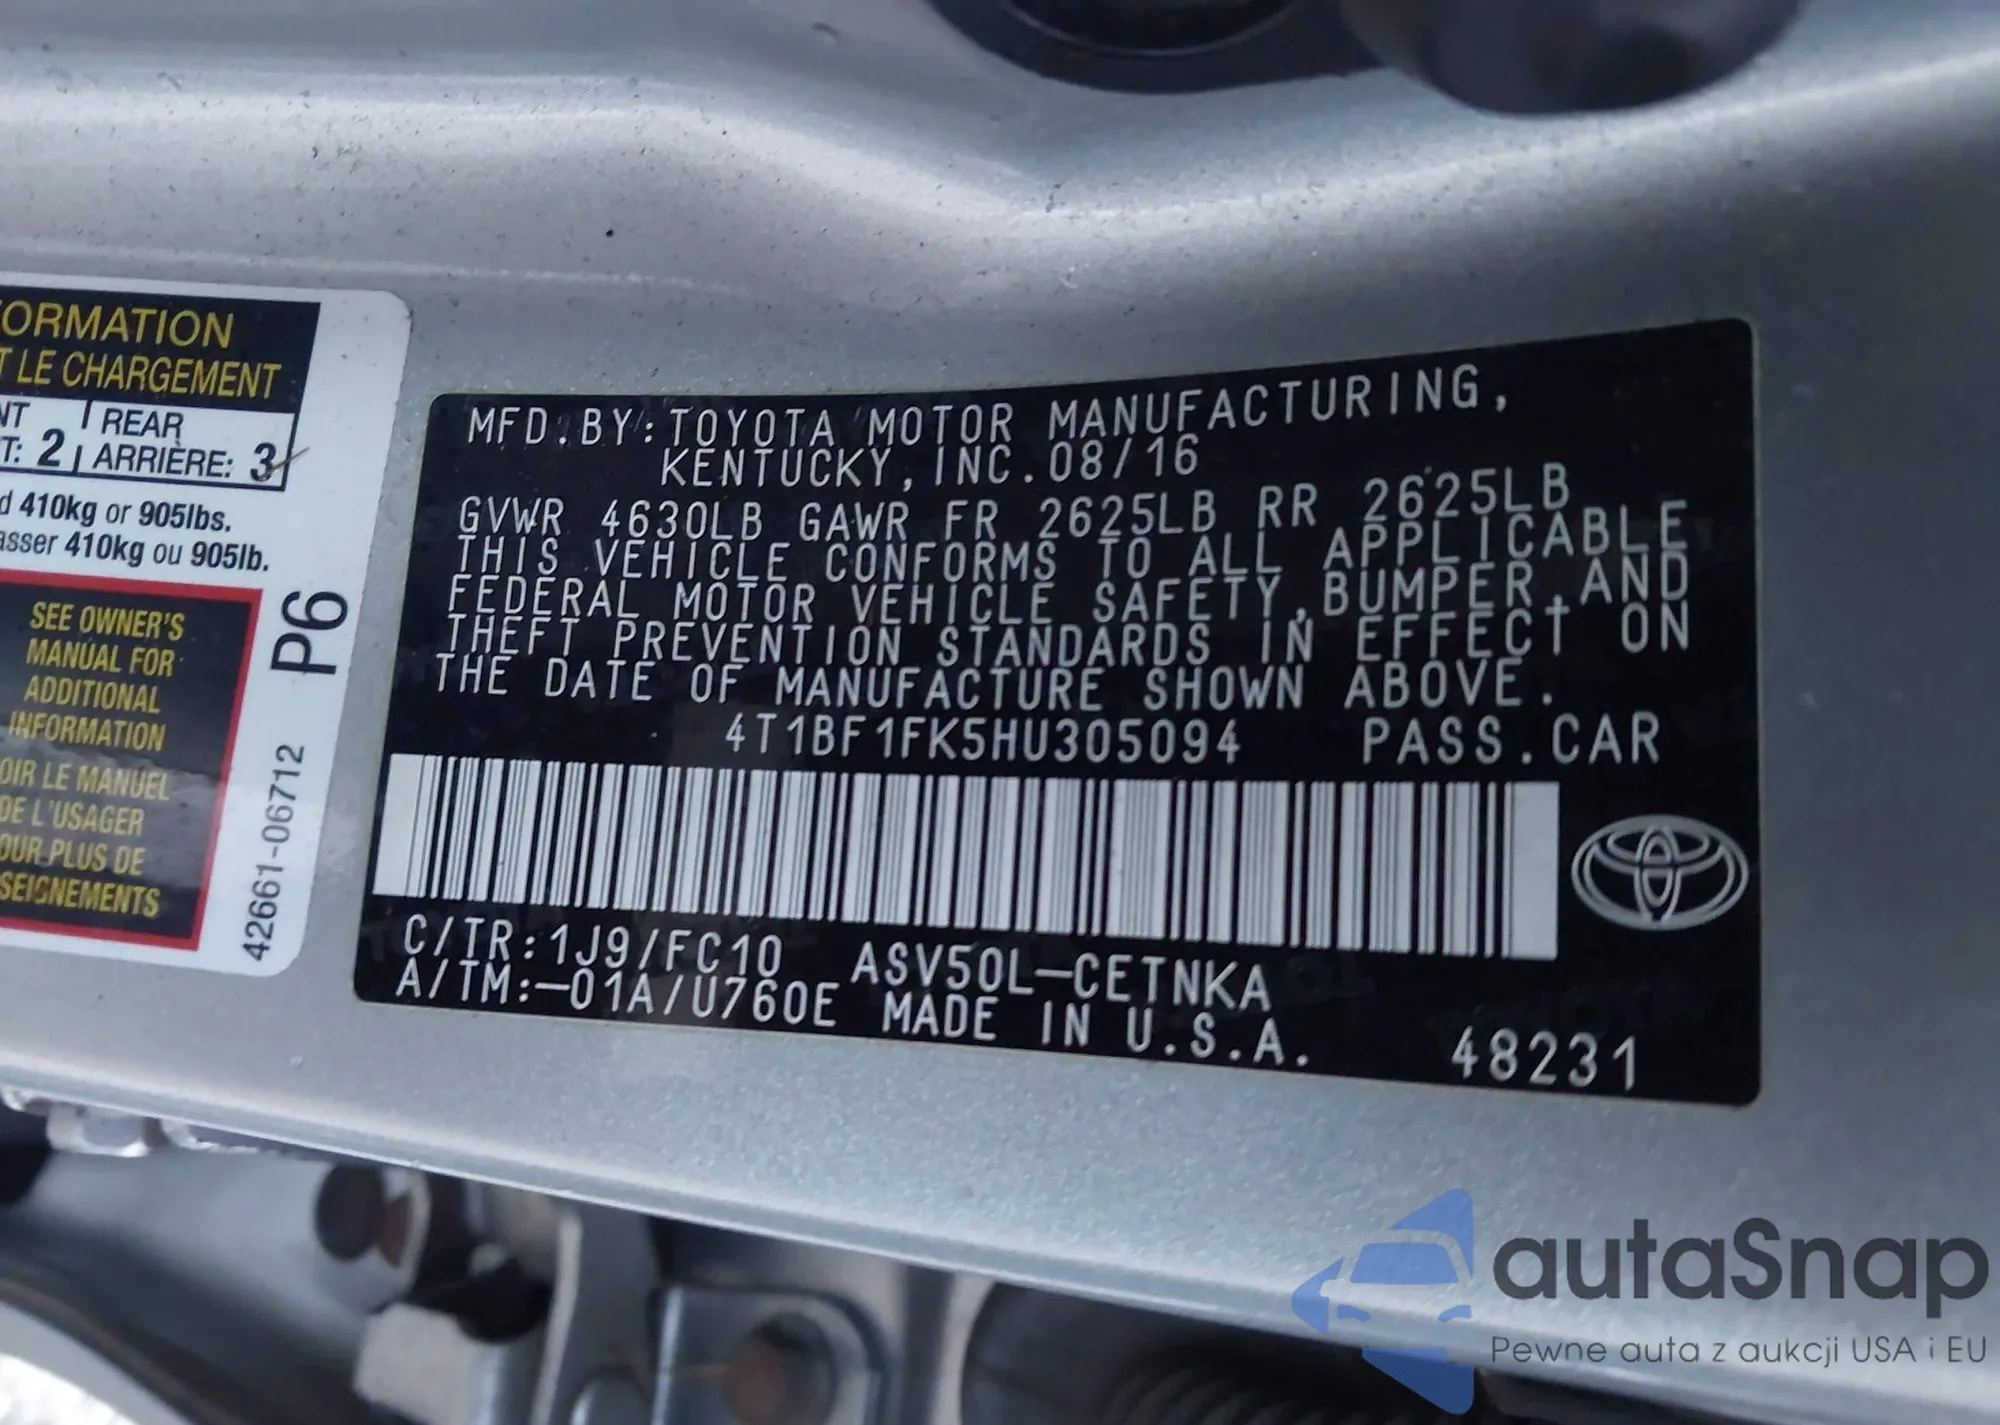 ORMATION
T LE CHARGEMENT
NT | REAR
T: 2 | ARRIÈRE: 3
d 410kg or 905lbs.
asser 410kg ou 905lb.
SEE OWNER'S
MANUAL FOR
ADDITIONAL
INFORMATION
OIR LE MANUEL
DE L'USAGER
OUR PLUS DE
SEIGNEMENTS
P6
42661-06712
MFD.BY:TOYOTA MOTOR MANUFACTURING,
KENTUCKY,INC.08/16
GVWR 4630LB GAWR FR 2625LB RR 2625LB
THIS VEHICLE CONFORMS TO ALL APPLICABLE
FEDERAL MOTOR VEHICLE SAFETY,BUMPER,AND
THEFT PREVENTION STANDARDS IN EFFECT ON
THE DATE OF MANUFACTURE SHOWN ABOVE.
4T1BF1FK5HU305094 PASS.CAR
C/TR:1J9/FC10 ASV50L-CETNKA
A/TM:-01A/U760E MADE IN U.S.A.
48231
autaSnap
Pewne auta z aukcji USA i EU